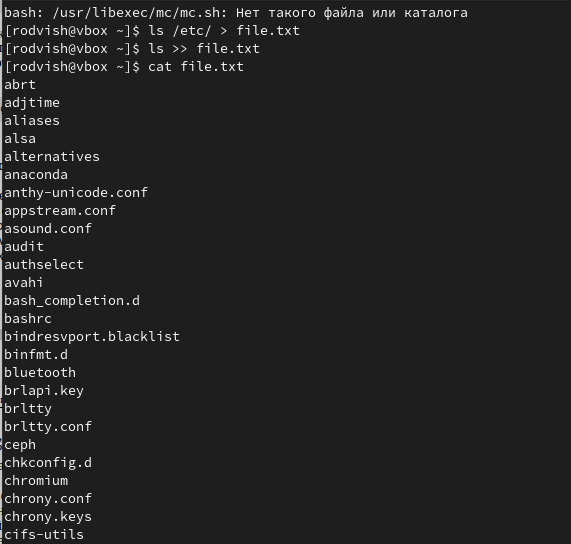 bash: /usr/libexec/mc/mc.sh: Нет такого файла или каталога
[rodvish@vbox ~]$ ls /etc/ > file.txt
[rodvish@vbox ~]$ ls >> file.txt
[rodvish@vbox ~]$ cat file.txt
abrt
adjtime
aliases
alsa
alternatives
anaconda
anthy-unicode.conf
appstream.conf
asound.conf
audit
authselect
avahi
bash_completion.d
bashrc
bindresvport.blacklist
binfmt.d
bluetooth
brlapi.key
brltty
brltty.conf
ceph
chkconfig.d
chromium
chrony.conf
chrony.keys
cifs-utils